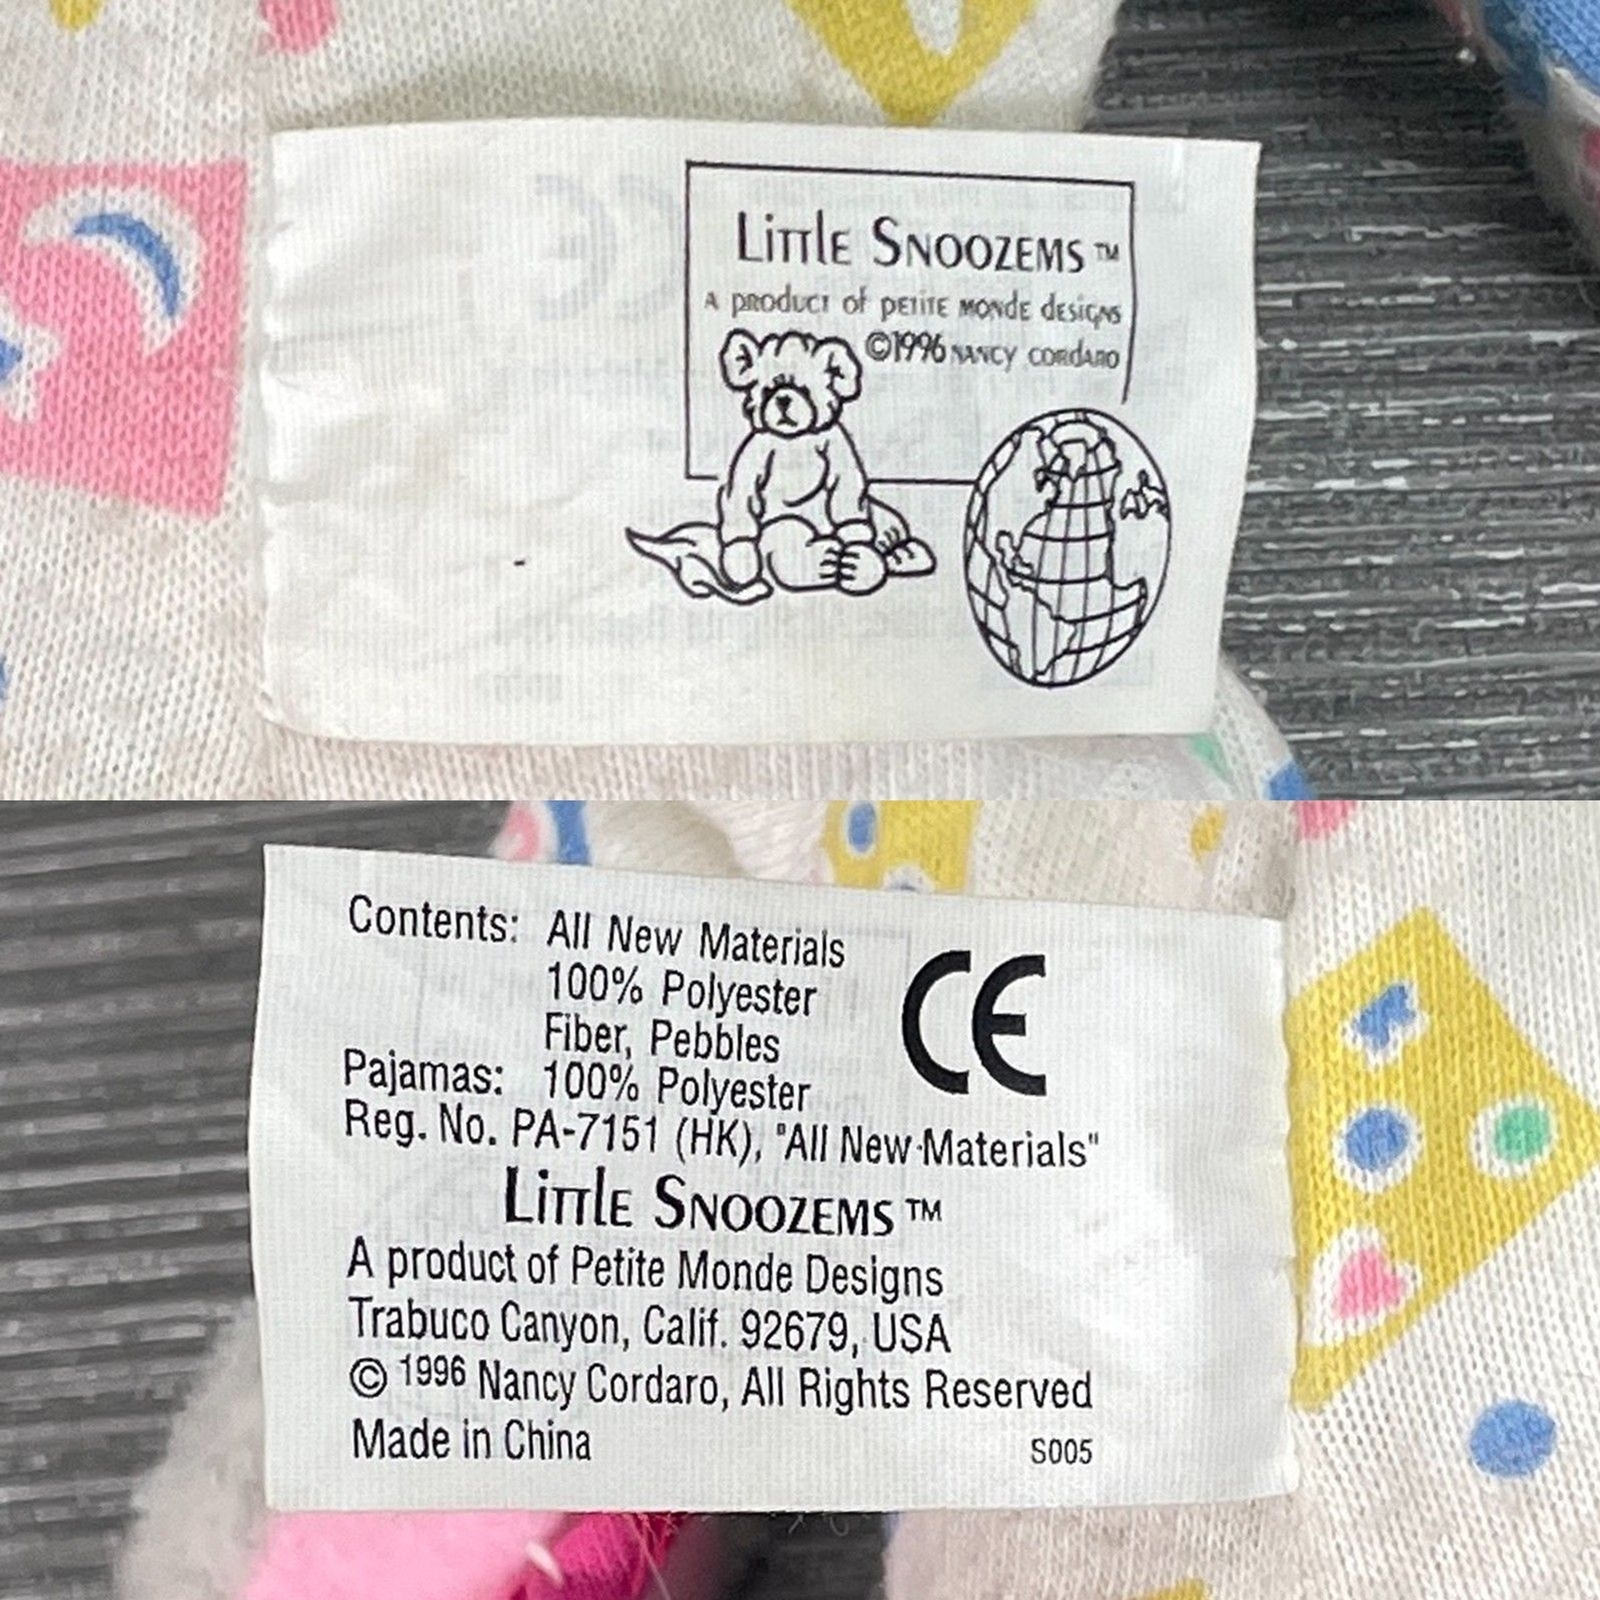 Little Snoozems™
A product of petite monde designs
©1996 Nancy Cordaro
Contents: All New Materials
100% Polyester
Fiber, Pebbles
CE
Pajamas: 100% Polyester
Reg. No. PA-7151 (HK), "All New Materials"
Little Snoozems™
A product of Petite Monde Designs
Trabuco Canyon, Calif. 92679, USA
© 1996 Nancy Cordaro, All Rights Reserved
Made in China
S005